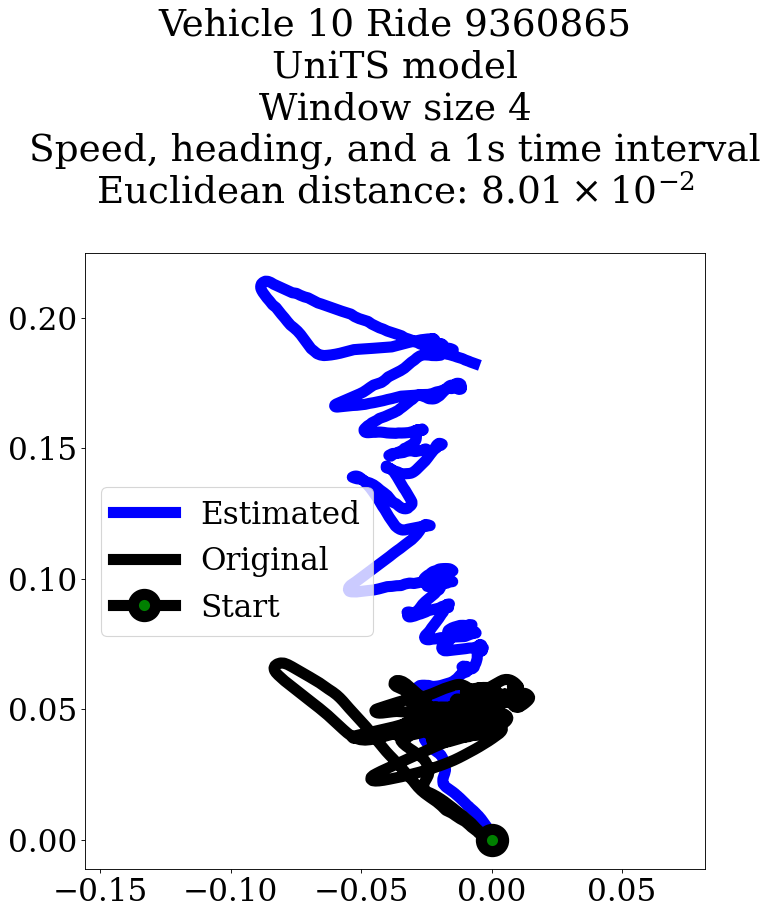 Vehicle 10 Ride 9360865
UniTS model
Window size 4
Speed, heading, and a 1s time interval
Euclidean distance: 8.01 × 10⁻²
0.20
0.15
0.10
0.05
0.00
Estimated
Original
Start
−0.15 −0.10 −0.05 0.00 0.05